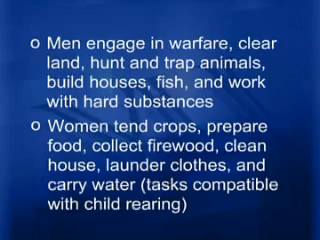 o Men engage in warfare, clear
land, hunt and trap animals,
build houses, fish, and work
with hard substances
o Women tend crops, prepare
food, collect firewood, clean
house, launder clothes, and
carry water (tasks compatible
with child rearing)